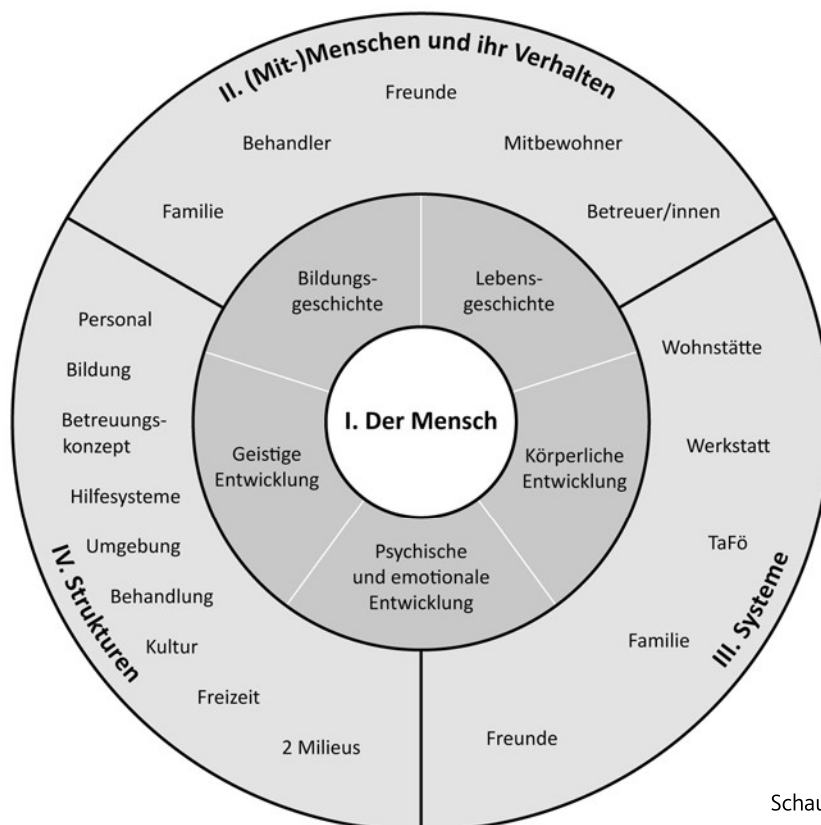 II. (Mit-)Menschen und ihr Verhalten
Freunde
Behandler
Mitbewohner
Familie
Betreuer/innen
Bildungs-
geschichte
Lebens-
geschichte
I. Der Mensch
Geistige
Entwicklung
Körperliche
Entwicklung
Psychische
und emotionale
Entwicklung
Wohnstätte
Werkstatt
TaFö
Familie
Freunde
III. Systeme
Personal
Bildung
Betreuungs-
konzept
Hilfesysteme
Umgebung
Behandlung
Kultur
Freizeit
2 Milieus
IV. Strukturen
Schau